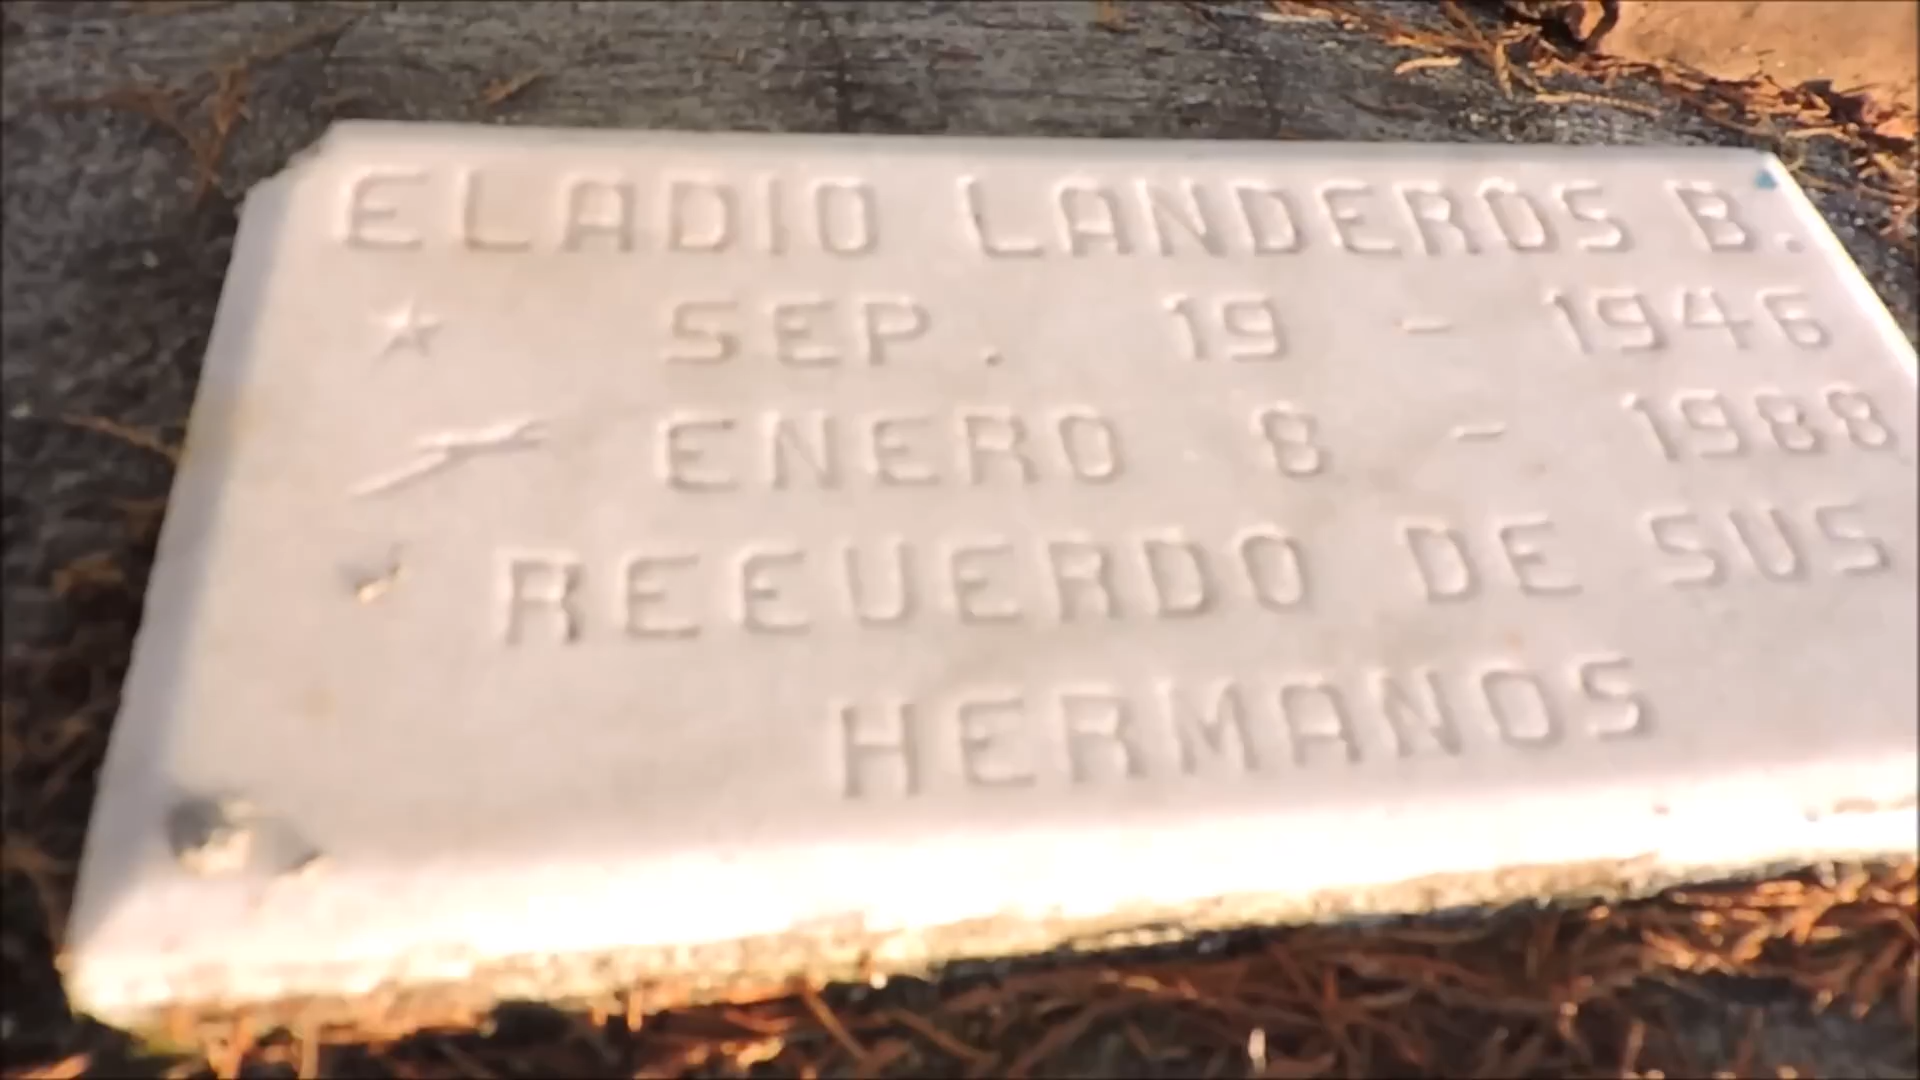 ELADIO LANDEROS B.
SEP. 19 - 1946
ENERO 8 - 1988
REEUERDO DE SUS
HERMANOS